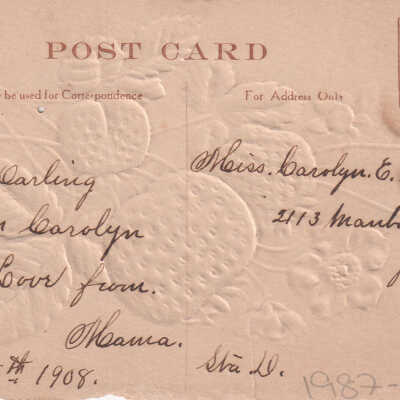 POST CARD
be used for Correspondence
For Address Only
Darling
Carolyn
Love from
Mama.
th 1908.
Miss. Carolyn. E.
2113
Sta D.
1987-